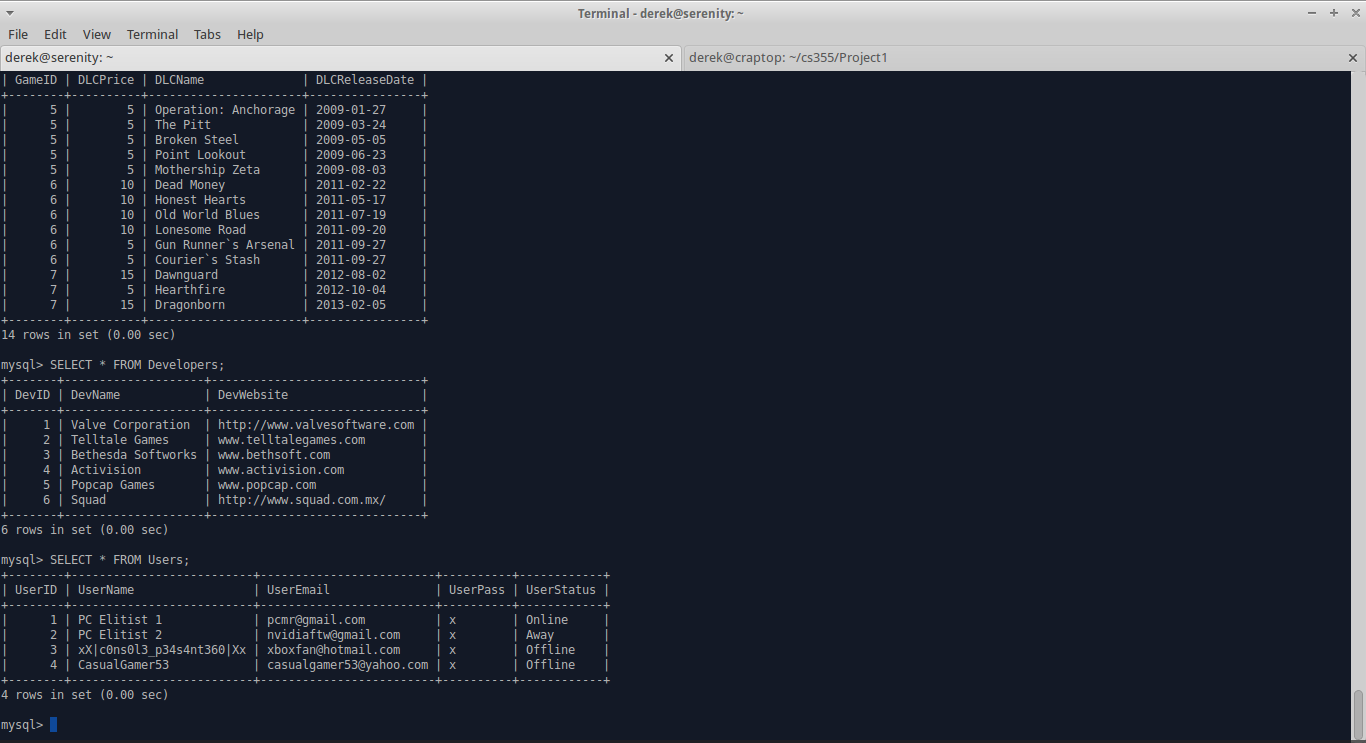 Terminal - derek@serenity: ~
File Edit View Terminal Tabs Help
derek@serenity: ~ derek@craptop: ~/cs355/Project1
| GameID | DLCPrice | DLCName              | DLCReleaseDate |
+--------+----------+----------------------+----------------+
|      5 |        5 | Operation: Anchorage | 2009-01-27     |
|      5 |        5 | The Pitt             | 2009-03-24     |
|      5 |        5 | Broken Steel         | 2009-05-05     |
|      5 |        5 | Point Lookout        | 2009-06-23     |
|      5 |        5 | Mothership Zeta      | 2009-08-03     |
|      6 |       10 | Dead Money           | 2011-02-22     |
|      6 |       10 | Honest Hearts        | 2011-05-17     |
|      6 |       10 | Old World Blues      | 2011-07-19     |
|      6 |       10 | Lonesome Road        | 2011-09-20     |
|      6 |        5 | Gun Runner`s Arsenal | 2011-09-27     |
|      6 |        5 | Courier`s Stash      | 2011-09-27     |
|      7 |       15 | Dawnguard            | 2012-08-02     |
|      7 |        5 | Hearthfire           | 2012-10-04     |
|      7 |       15 | Dragonborn           | 2013-02-05     |
+--------+----------+----------------------+----------------+
14 rows in set (0.00 sec)
mysql> SELECT * FROM Developers;
+-------+--------------------+------------------------------+
| DevID | DevName            | DevWebsite                   |
+-------+--------------------+------------------------------+
|     1 | Valve Corporation  | http://www.valvesoftware.com |
|     2 | Telltale Games     | www.telltalegames.com        |
|     3 | Bethesda Softworks | www.bethsoft.com             |
|     4 | Activision         | www.activision.com           |
|     5 | Popcap Games       | www.popcap.com               |
|     6 | Squad              | http://www.squad.com.mx/     |
+-------+--------------------+------------------------------+
6 rows in set (0.00 sec)
mysql> SELECT * FROM Users;
+--------+--------------------------+-------------------------+----------+------------+
| UserID | UserName                 | UserEmail               | UserPass | UserStatus |
+--------+--------------------------+-------------------------+----------+------------+
|      1 | PC Elitist 1             | pcmr@gmail.com          | x        | Online     |
|      2 | PC Elitist 2             | nvidiaftw@gmail.com     | x        | Away       |
|      3 | xX|c0ns0l3_p34s4nt360|Xx | xboxfan@hotmail.com     | x        | Offline    |
|      4 | CasualGamer53            | casualgamer53@yahoo.com | x        | Offline    |
+--------+--------------------------+-------------------------+----------+------------+
4 rows in set (0.00 sec)
mysql>